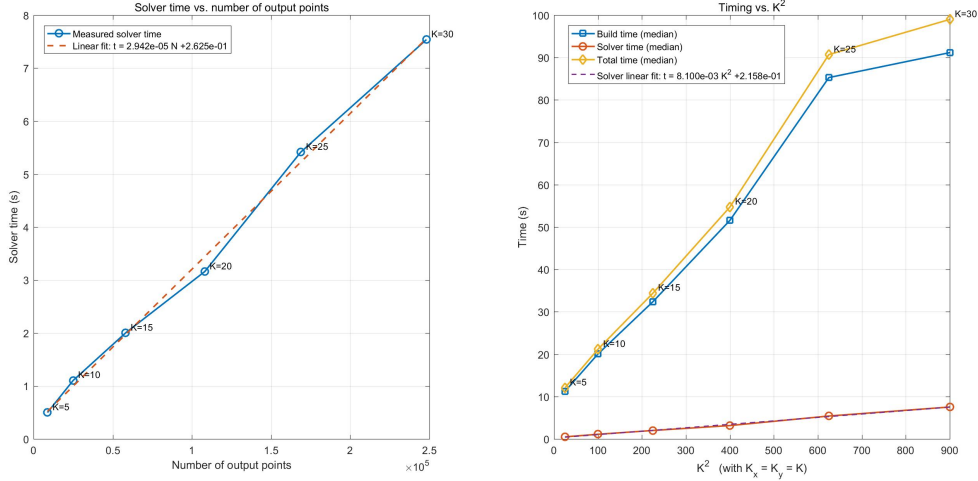 Solver time vs. number of output points
Measured solver time
Linear fit: t = 2.942e-05 N +2.625e-01
K=30
K=25
K=20
K=15
K=10
K=5
Solver time (s)
8
7
6
5
4
3
2
1
0
0 0.5 1 1.5 2 2.5
×10^5
Number of output points
Timing vs. K²
Build time (median)
Solver time (median)
Total time (median)
Solver linear fit: t = 8.100e-03 K² +2.158e-01
K=30
K=25
K=20
K=15
K=10
K=5
Time (s)
100
90
80
70
60
50
40
30
20
10
0
0 100 200 300 400 500 600 700 800 900
K² (with K_x = K_y = K)